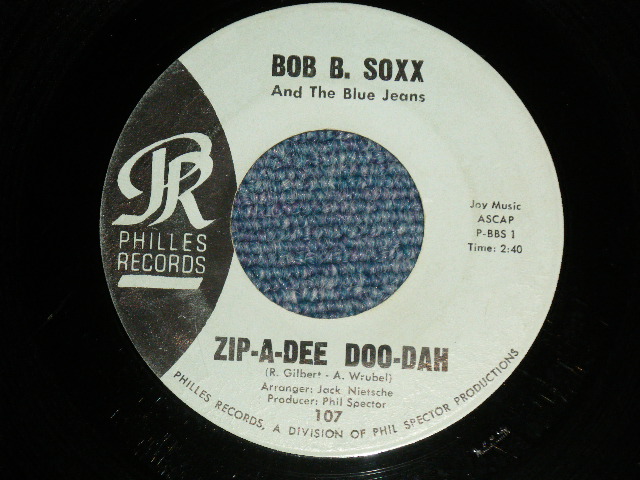 BOB B. SOXX
And The Blue Jeans
PR
PHILLES
RECORDS
Joy Music
ASCAP
P-BBS 1
Time: 2:40
ZIP-A-DEE DOO-DAH
(R. Gilbert - A. Wrubel)
Arranger: Jack Nietsche
Producer: Phil Spector
107
PHILLES RECORDS, A DIVISION OF PHIL SPECTOR PRODUCTIONS